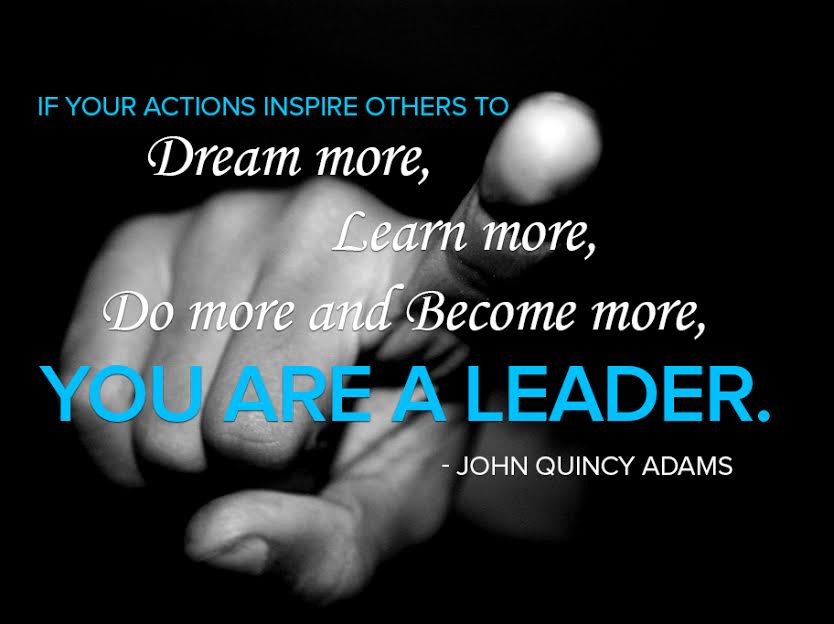 IF YOUR ACTIONS INSPIRE OTHERS TO
Dream more,
Learn more,
Do more and Become more,
YOU ARE A LEADER.
- JOHN QUINCY ADAMS